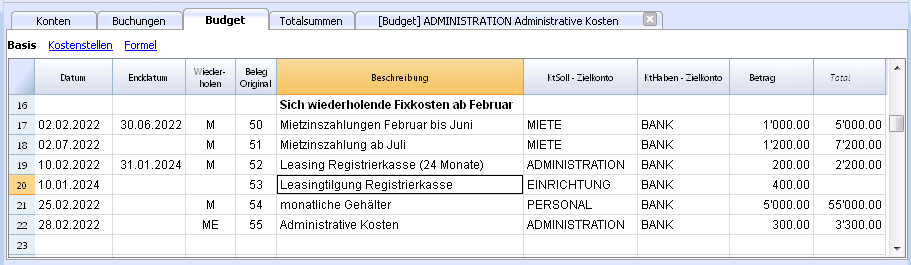 Konten Buchungen Budget Totalsummen [Budget] ADMINISTRATION Administrative Kosten
Basis Kostenstellen Formel
Datum Enddatum Wieder-holen Beleg Original Beschreibung KtSoll - Zielkonto KtHaben - Zielkonto Betrag Total
16 Sich wiederholende Fixkosten ab Februar
17 02.02.2022 30.06.2022 M 50 Mietzinszahlungen Februar bis Juni MIETE BANK 1'000.00 5'000.00
18 02.07.2022 M 51 Mietzinszahlung ab Juli MIETE BANK 1'200.00 7'200.00
19 10.02.2022 31.01.2024 M 52 Leasing Registrierkasse (24 Monate) ADMINISTRATION BANK 200.00 2'200.00
20 10.01.2024 53 Leasingtilgung Registrierkasse EINRICHTUNG BANK 400.00
21 25.02.2022 M 54 monatliche Gehälter PERSONAL BANK 5'000.00 55'000.00
22 28.02.2022 ME 55 Administrative Kosten ADMINISTRATION BANK 300.00 3'300.00
23